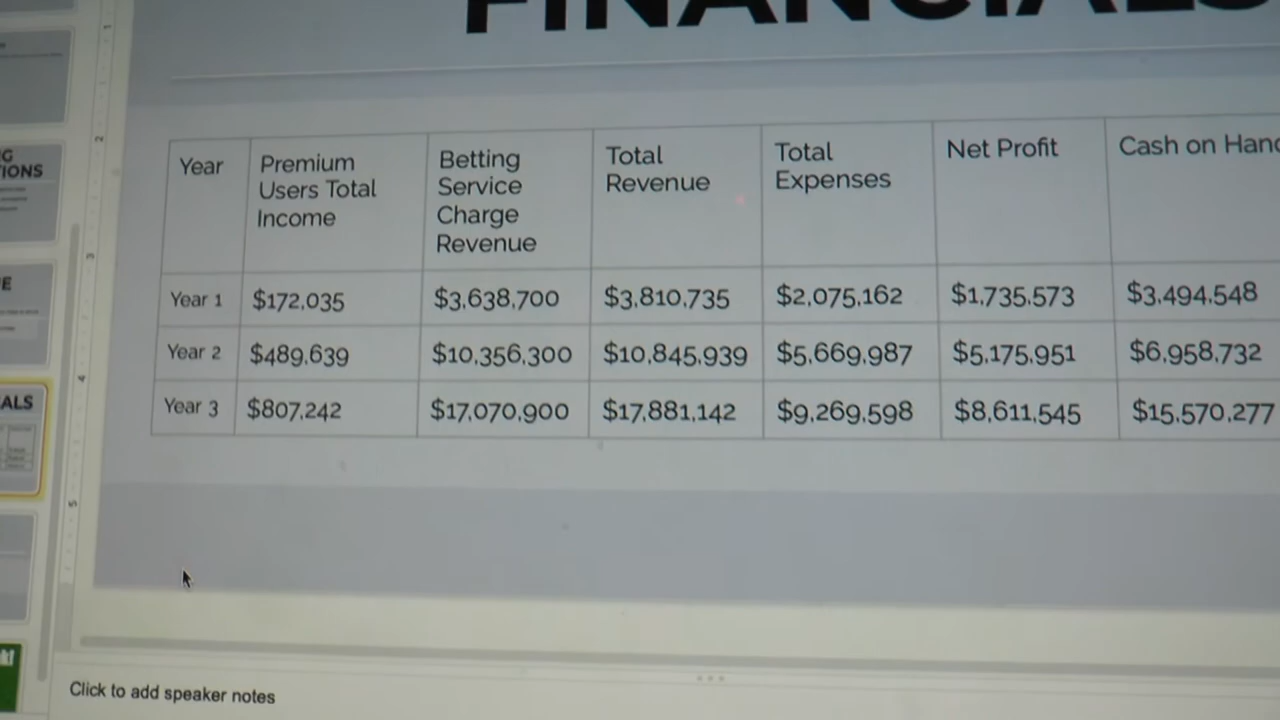 FINANCIALS
Year
Premium
Users Total
Income
Betting
Service
Charge
Revenue
Total
Revenue
Total
Expenses
Net Profit
Cash on Hand
Year 1 $172,035 $3,638,700 $3,810,735 $2,075,162 $1,735,573 $3,494,548
Year 2 $489,639 $10,356,300 $10,845,939 $5,669,987 $5,175,951 $6,958,732
Year 3 $807,242 $17,070,900 $17,881,142 $9,269,598 $8,611,545 $15,570,277
IONS
ALS
Click to add speaker notes